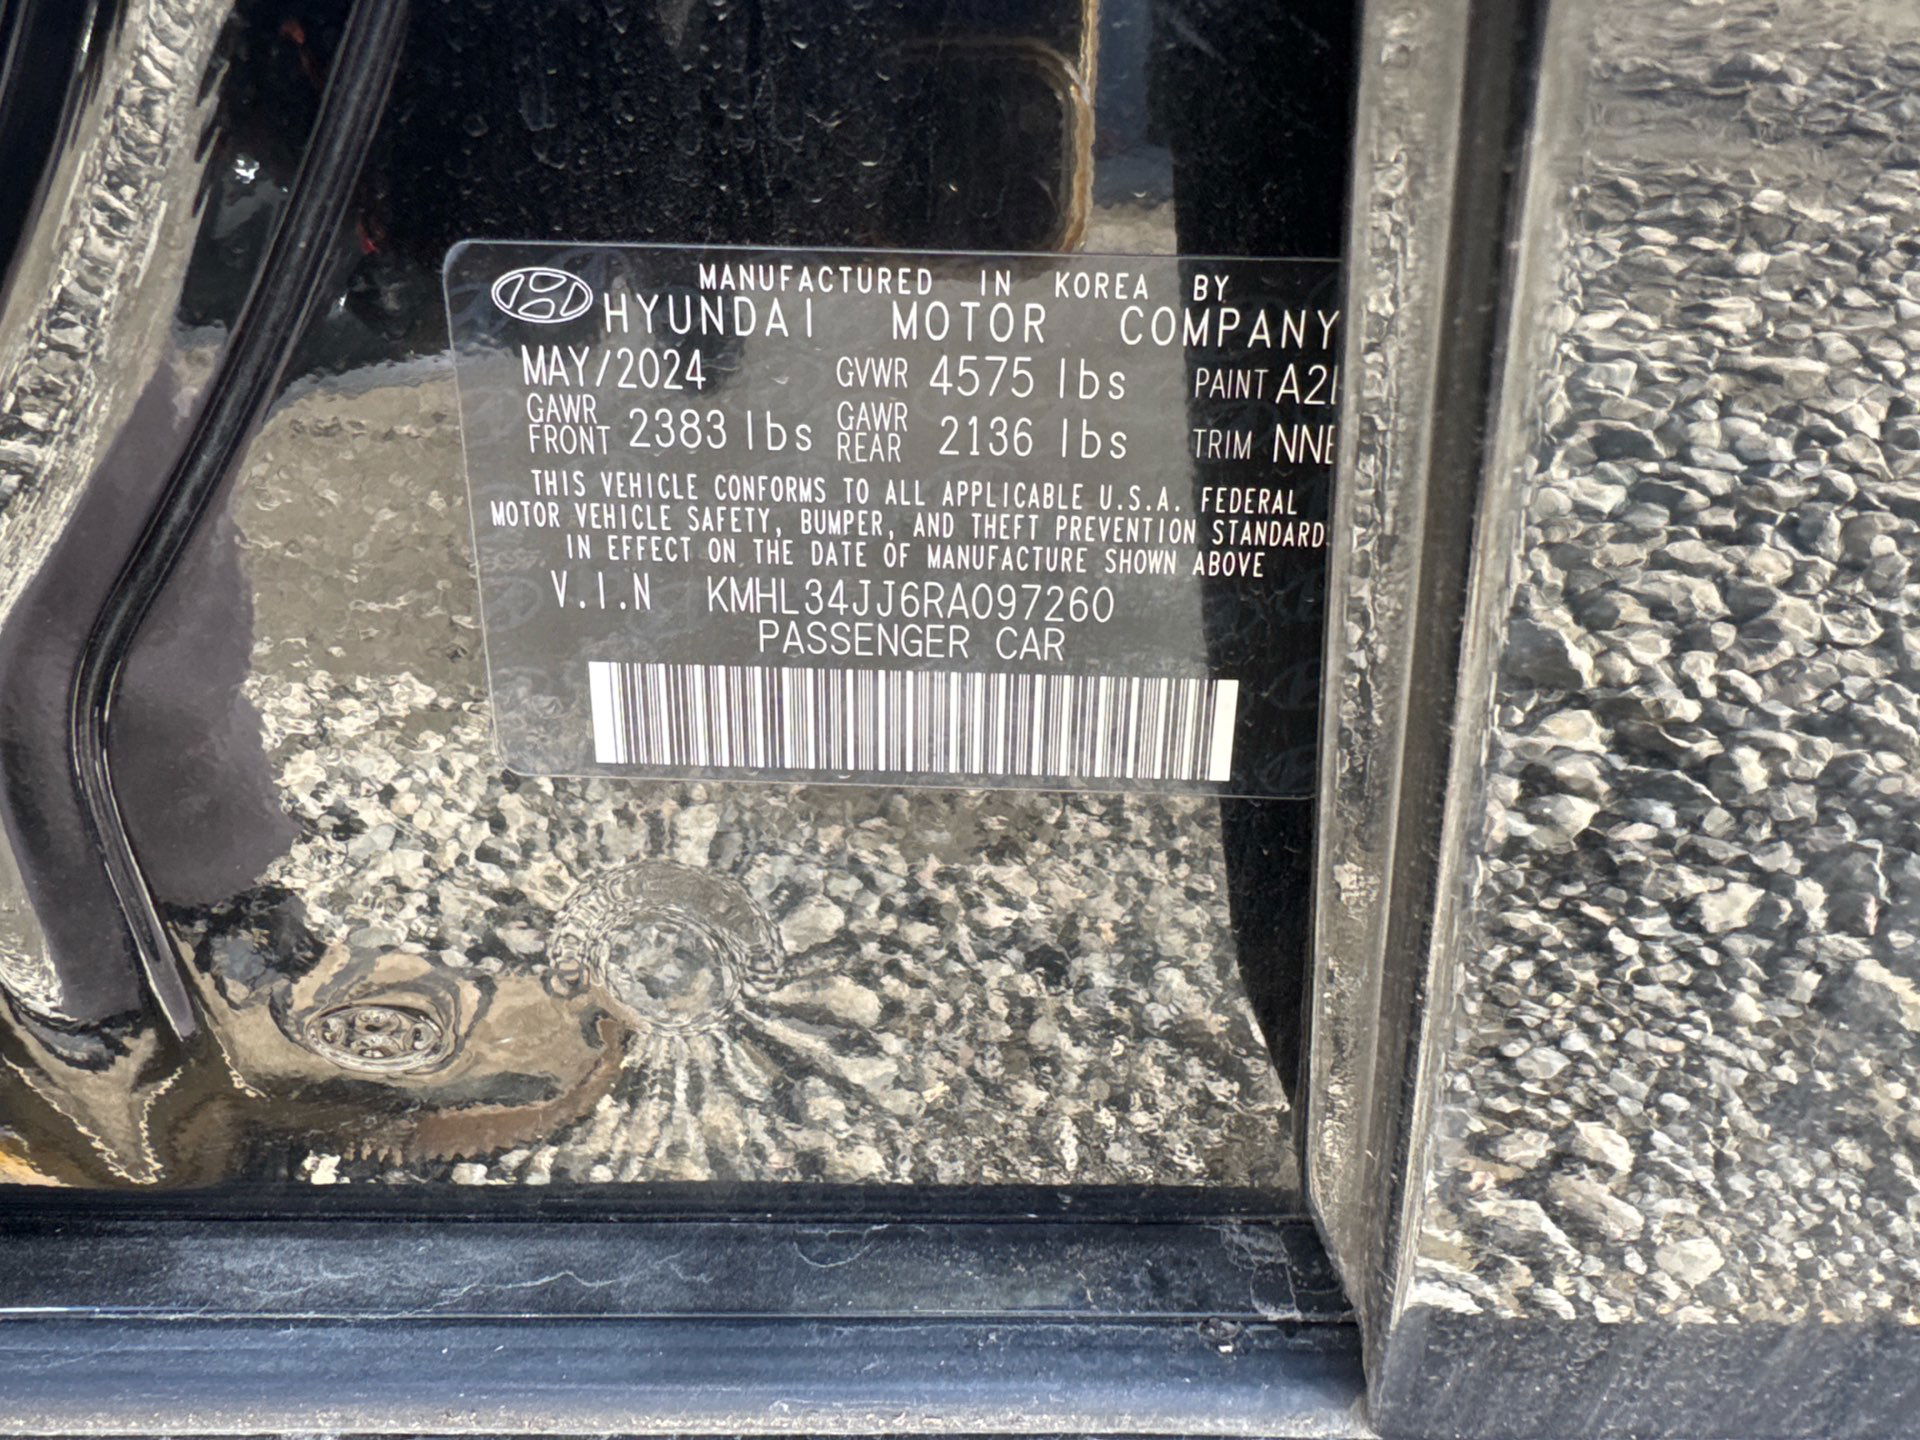 MANUFACTURED IN KOREA BY
HYUNDAI MOTOR COMPANY
MAY/2024 GVWR 4575 lbs PAINT
GAWR FRONT 2383 lbs GAWR REAR 2136 lbs TRIM
THIS VEHICLE CONFORMS TO ALL APPLICABLE U.S.A. FEDERAL
MOTOR VEHICLE SAFETY, BUMPER, AND THEFT PREVENTION STANDARD
IN EFFECT ON THE DATE OF MANUFACTURE SHOWN ABOVE
V.I.N KMHL34JJ6RA097260
PASSENGER CAR